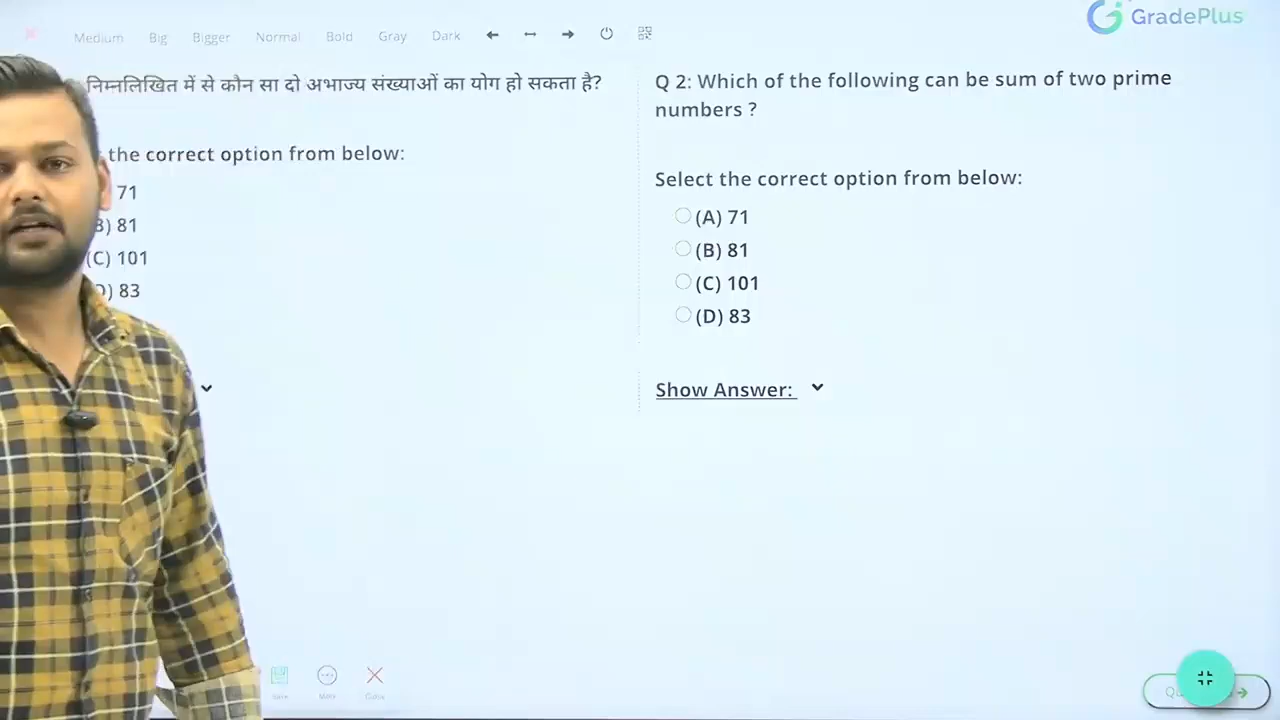 GradePlus
Medium Big Bigger Normal Bold Gray Dark
निम्नलिखित में से कौन सा दो अभाज्य संख्याओं का योग हो सकता है?
the correct option from below:
71
B) 81
(C) 101
D) 83
Q 2: Which of the following can be sum of two prime
numbers ?
Select the correct option from below:
(A) 71
(B) 81
(C) 101
(D) 83
Show Answer:
More
Close